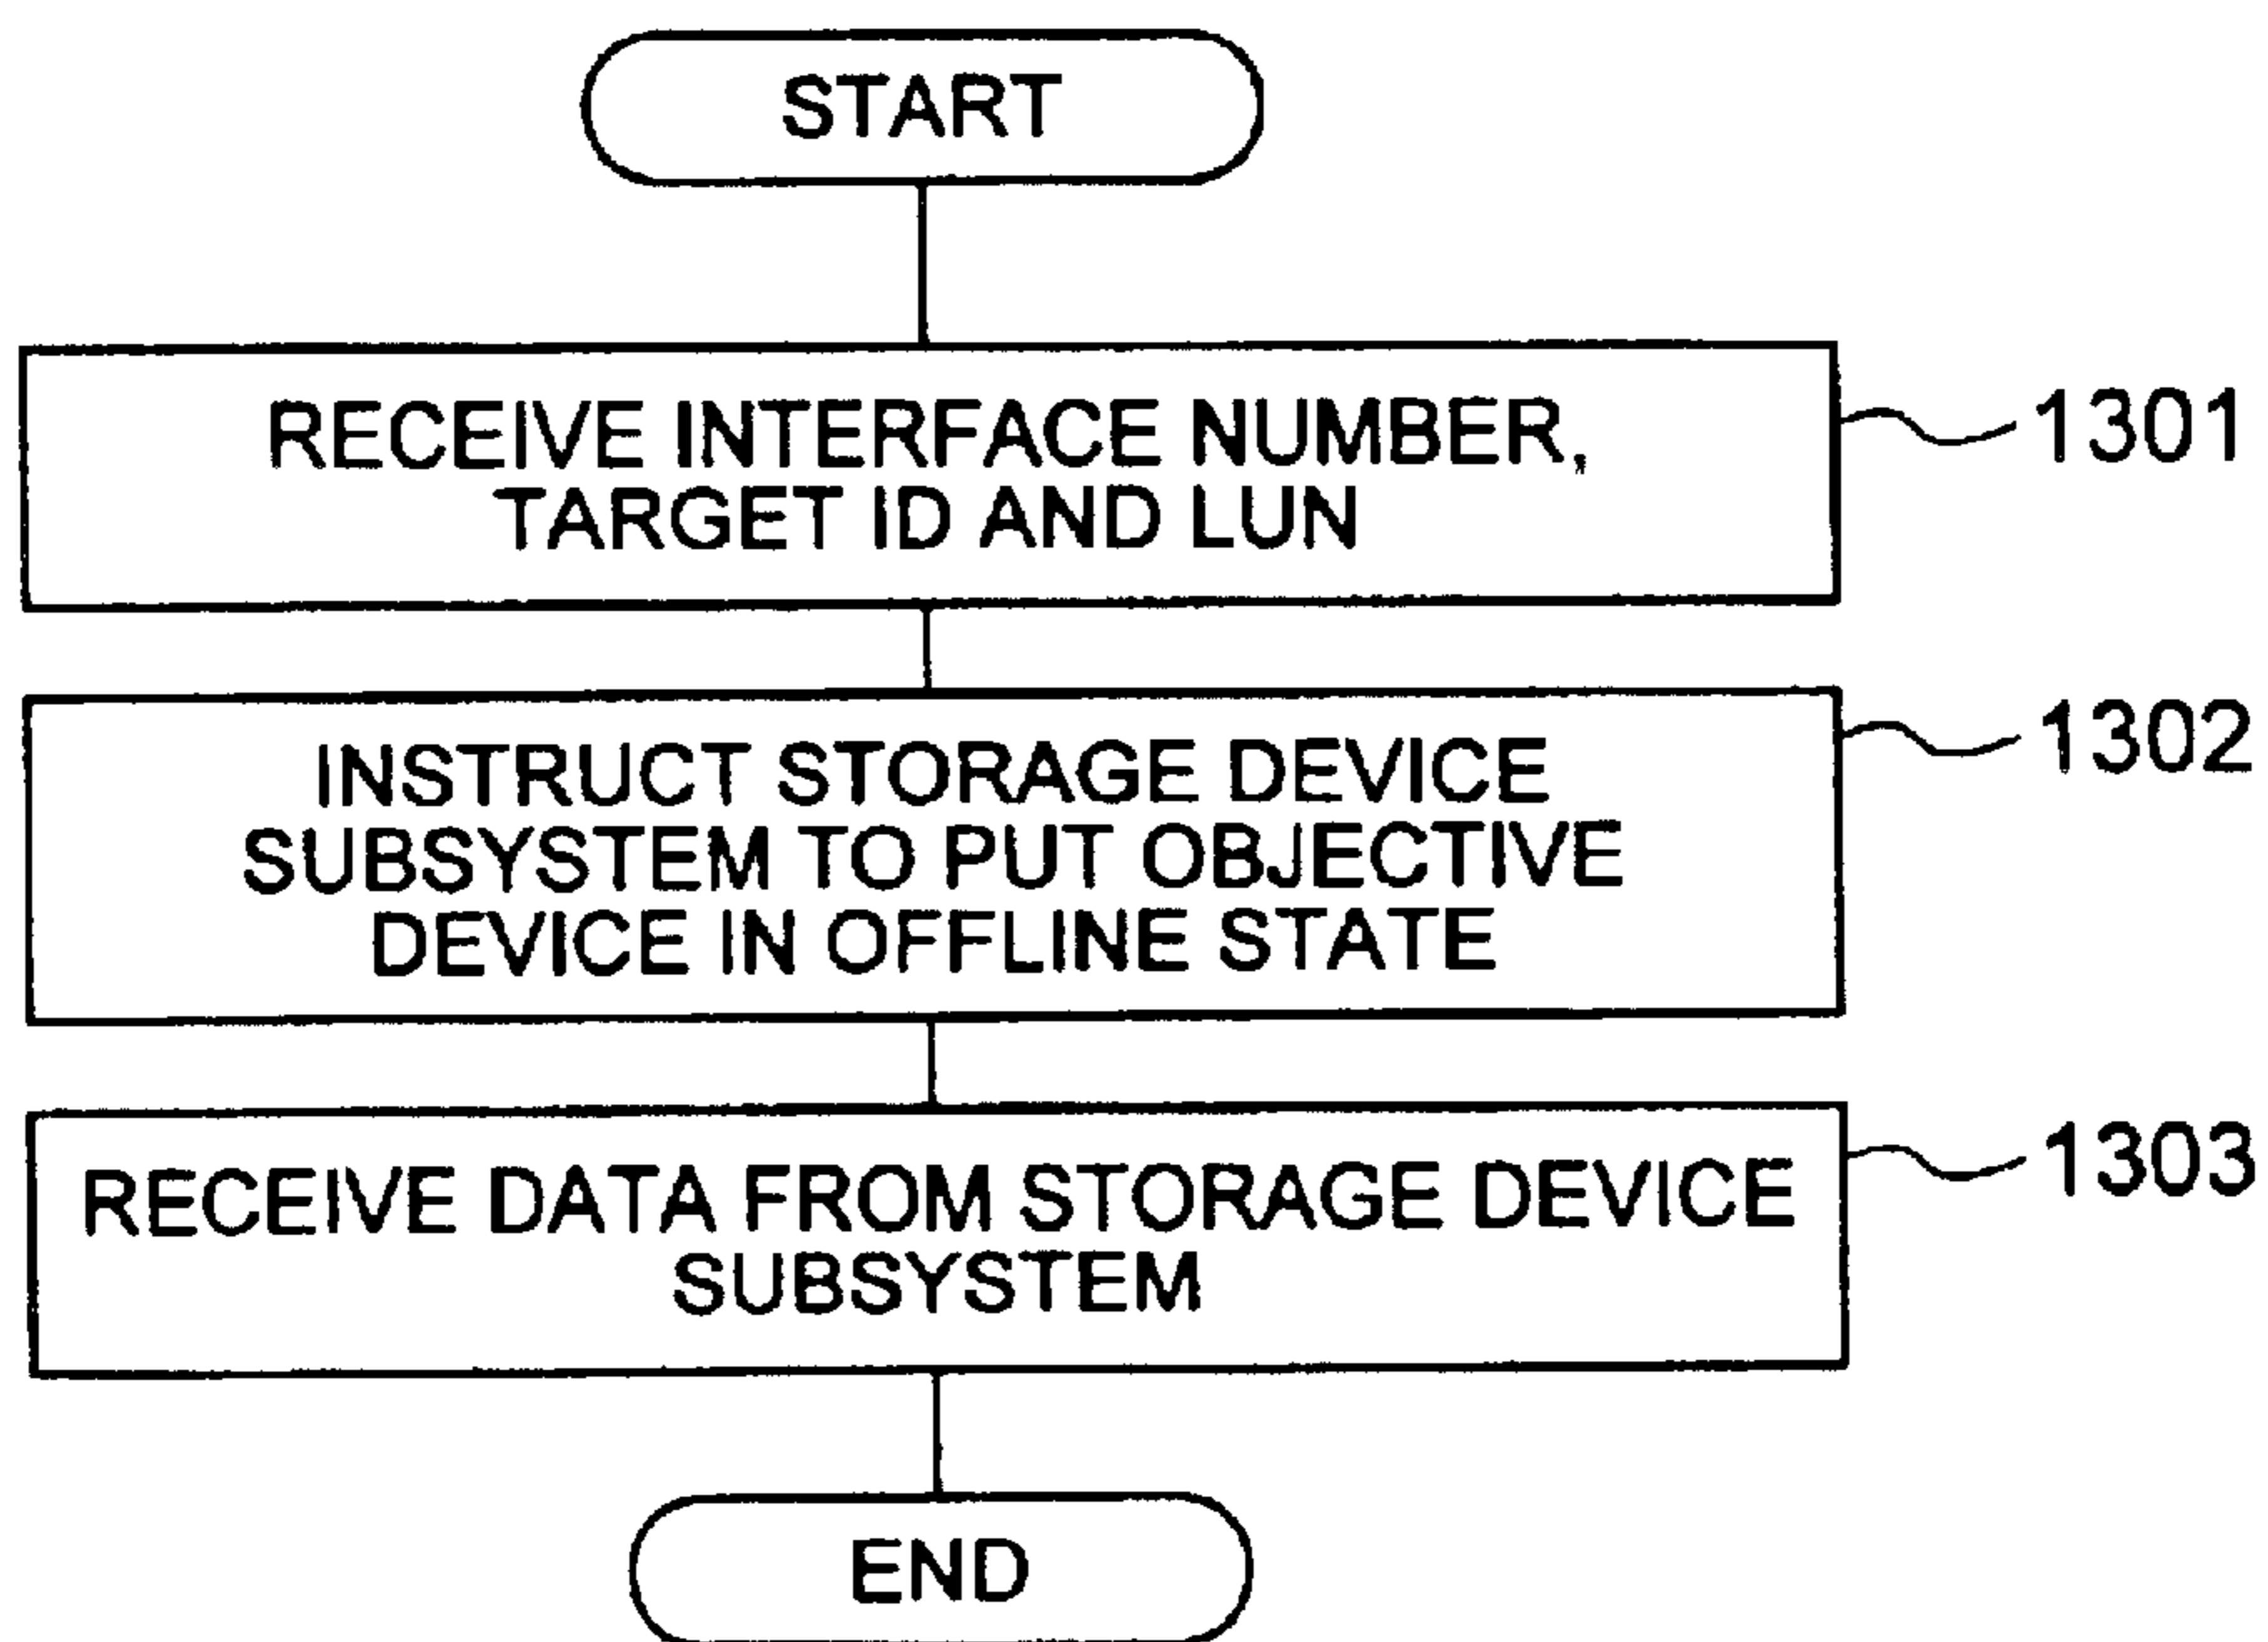 START
RECEIVE INTERFACE NUMBER,
TARGET ID AND LUN
1301
INSTRUCT STORAGE DEVICE
SUBSYSTEM TO PUT OBJECTIVE
DEVICE IN OFFLINE STATE
1302
RECEIVE DATA FROM STORAGE DEVICE
SUBSYSTEM
1303
END